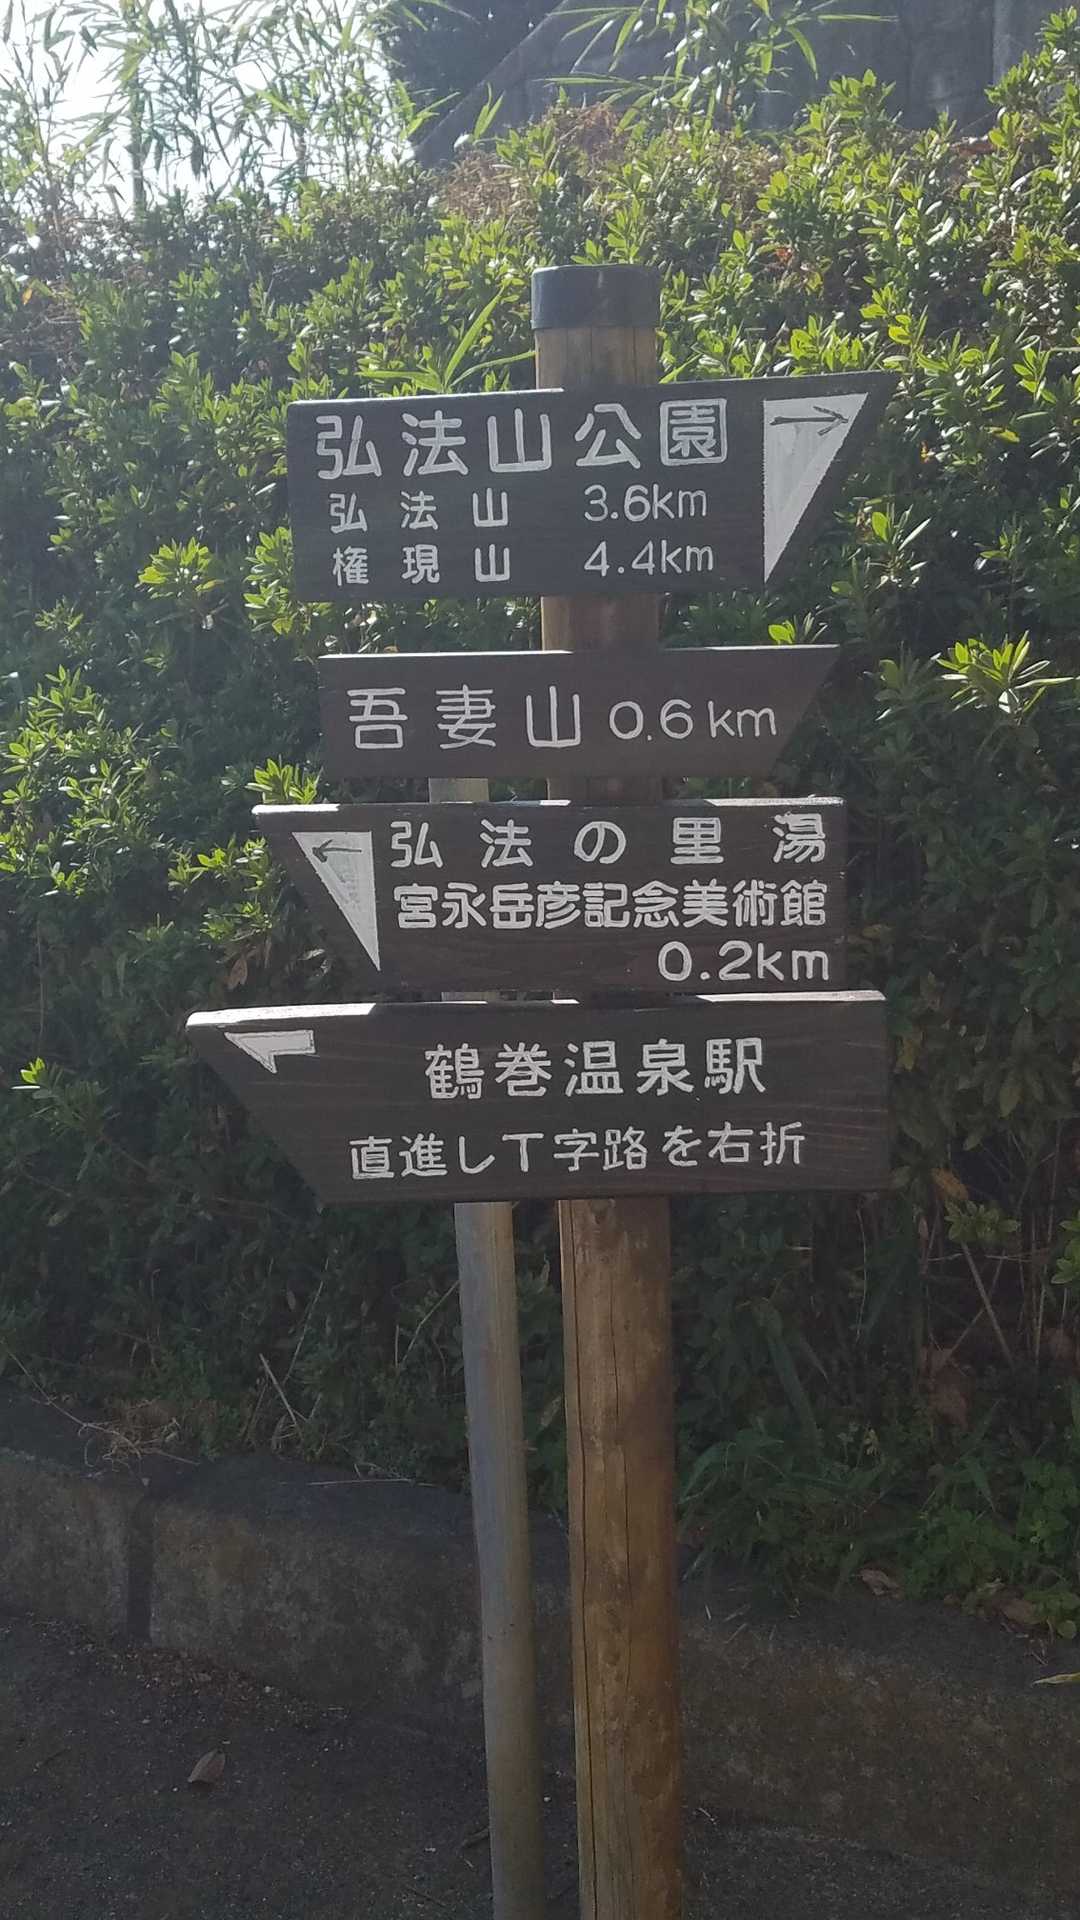 弘法山公園
弘法山 3.6km
権現山 4.4km
吾妻山 0.6km
弘法の里湯
宮永岳彦記念美術館
0.2km
鶴巻温泉駅
直進しT字路を右折